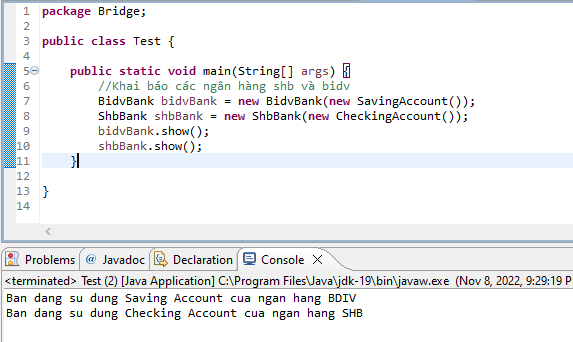 1 package Bridge;
2
3 public class Test {
4
5 public static void main(String[] args) {
6 //Khai báo các ngân hàng shb và bidv
7 BidvBank bidvBank = new BidvBank(new SavingAccount());
8 ShbBank shbBank = new ShbBank(new CheckingAccount());
9 bidvBank.show();
10 shbBank.show();
11 }
12
13 }
14
Problems @ Javadoc Declaration Console
<terminated> Test (2) [Java Application] C:\Program Files\Java\jdk-19\bin\javaw.exe (Nov 8, 2022, 9:29:19 P
Ban dang su dung Saving Account cua ngan hang BDIV
Ban dang su dung Checking Account cua ngan hang SHB